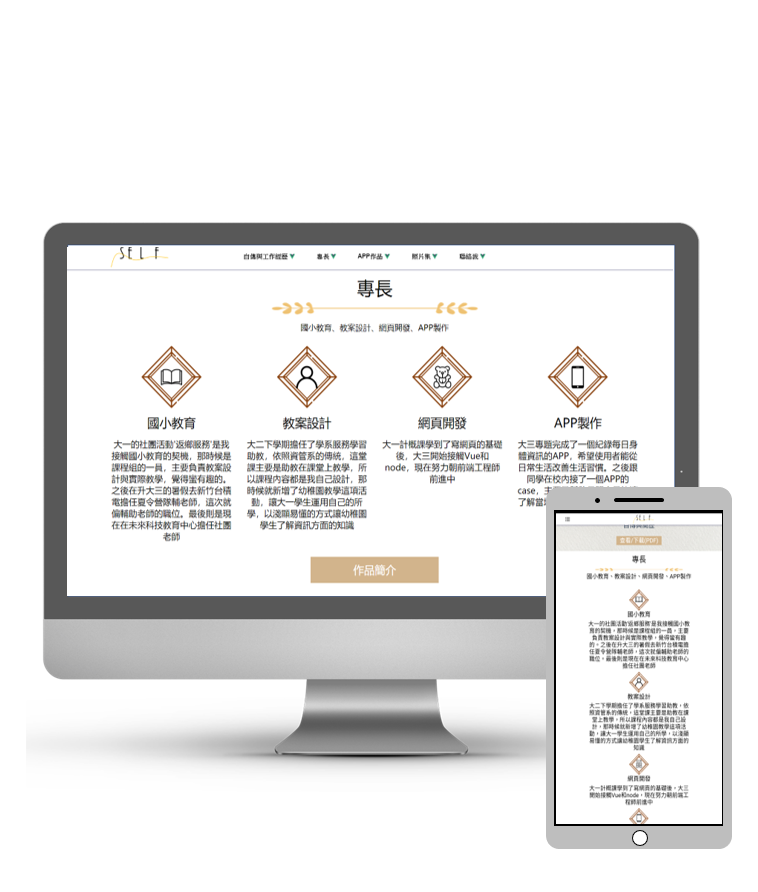 SELF
自傳與工作經歷▼ 專長▼ APP作品▼ 照片集▼ 聯絡我▼
專長
國小教育、教案設計、網頁開發、APP製作
國小教育
大一的社團活動'返鄉服務'是我
接觸國小教育的契機，那時候是
課程組的一員，主要負責教案設
計與實際教學，覺得蠻有趣的。
之後在升大三的暑假去新竹台積
電擔任夏令營隊輔老師，這次就
偏輔助老師的職位。最後則是現
在在未來科技教育中心擔任社團
老師
教案設計
大二下學期擔任了學系服務學習
助教，依照資管系的傳統，這堂
課主要是助教在課堂上教學，所
以課程內容都是我自己設計，那
時候就新增了幼稚園教學這項活
動，讓大一學生運用自己的所
學，以淺顯易懂的方式讓幼稚園
學生了解資訊方面的知識
網頁開發
大一計概課學到了寫網頁的基礎
後，大三開始接觸Vue和
node，現在努力朝前端工程師
前進中
APP製作
大三專題完成了一個紀錄每日身
體資訊的APP，希望使用者能從
日常生活改善生活習慣。之後跟
同學在校內接了一個APP的
case，主
了解當
作品簡介
SELF
查看/下載(PDF)
專長
國小教育、教案設計、網頁開發、APP製作
國小教育
大一的社團活動'返鄉服務'是我接觸國小教
育的契機，那時候是課程組的一員，主要
負責教案設計與實際教學，覺得蠻有趣
的。之後在升大三的暑假去新竹台積電擔
任夏令營隊輔老師，這次就偏輔助老師的
職位。最後則是現在在未來科技教育中心
擔任社團老師
教案設計
大二下學期擔任了學系服務學習助教，依
照資管系的傳統，這堂課主要是助教在課
堂上教學，所以課程內容都是我自己設
計，那時候就新增了幼稚園教學這項活
動，讓大一學生運用自己的所學，以淺顯
易懂的方式讓幼稚園學生了解資訊方面的
知識
網頁開發
大一計概課學到了寫網頁的基礎後，大三
開始接觸Vue和node，現在努力朝前端工
程師前進中